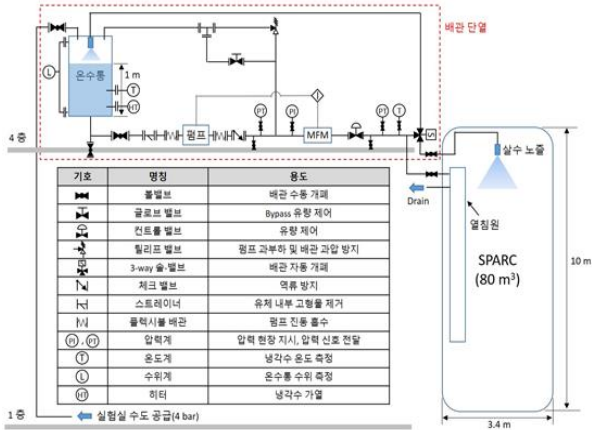 배관 단열
온수통
1 m
L
T
HT
PT
PI
PT
T
S
펌프
MFM
4 층
살수 노즐
Drain
열침원
SPARC
(80 m³)
10 m
3.4 m
기호 명칭 용도
볼밸브 배관 수동 개폐
글로브 밸브 Bypass 유량 제어
컨트롤 밸브 유량 제어
릴리프 밸브 펌프 과부하 및 배관 과압 방지
3-way 솔-밸브 배관 자동 개폐
체크 밸브 역류 방지
스트레이너 유체 내부 고형물 제거
플렉시블 배관 펌프 진동 흡수
PI , PT 압력계 압력 현장 지시, 압력 신호 전달
T 온도계 냉각수 온도 측정
L 수위계 온수통 수위 측정
HT 히터 냉각수 가열
1 층
실험실 수도 공급(4 bar)